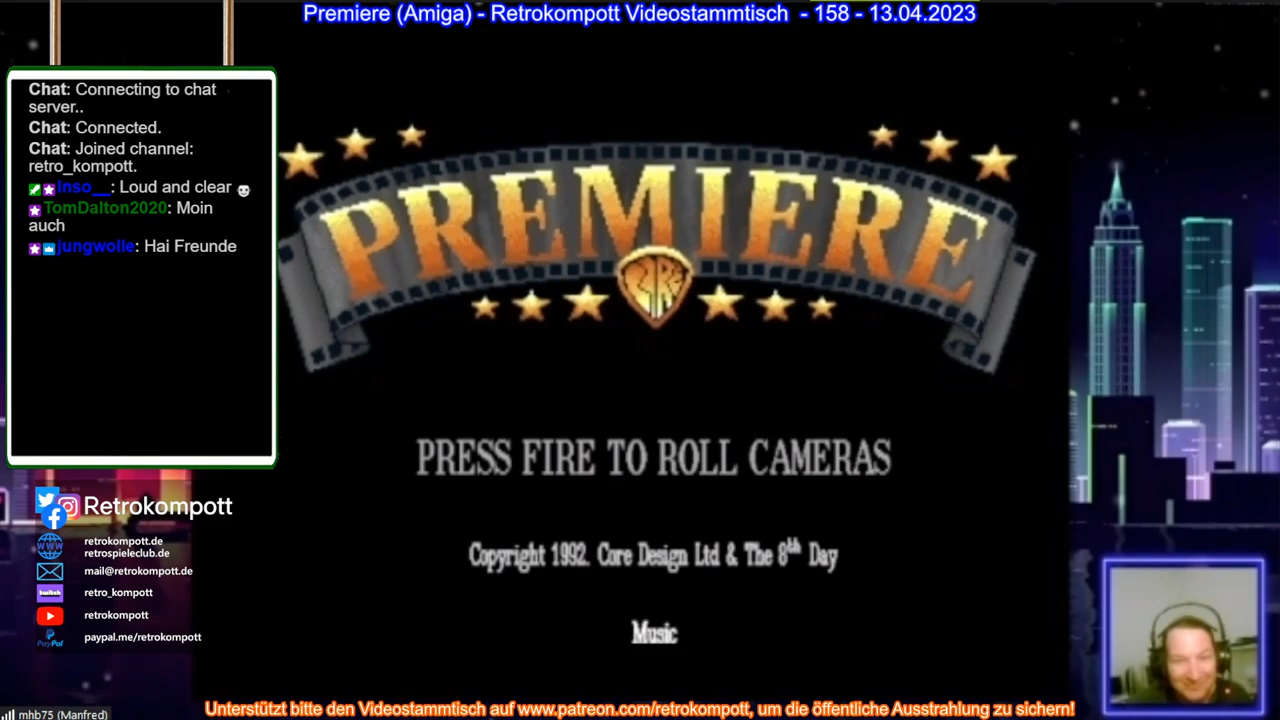 Premiere (Amiga) - Retrokompott Videostammtisch - 158 - 13.04.2023
Chat: Connecting to chat
server..
Chat: Connected.
Chat: Joined channel:
retro_kompott.
Inso__: Loud and clear
TomDalton2020: Moin
auch
jungwolle: Hai Freunde
PREMIERE
PRESS FIRE TO ROLL CAMERAS
Copyright 1992. Core Design Ltd & The 8th Day
Music
Retrokompott
www
retrokompott.de
retrospieleclub.de
mail@retrokompott.de
twitch
retro_kompott
retrokompott
PayPal
paypal.me/retrokompott
Unterstützt bitte den Videostammtisch auf www.patreon.com/retrokompott, um die öffentliche Ausstrahlung zu sichern!
mhb75 (Manfred)